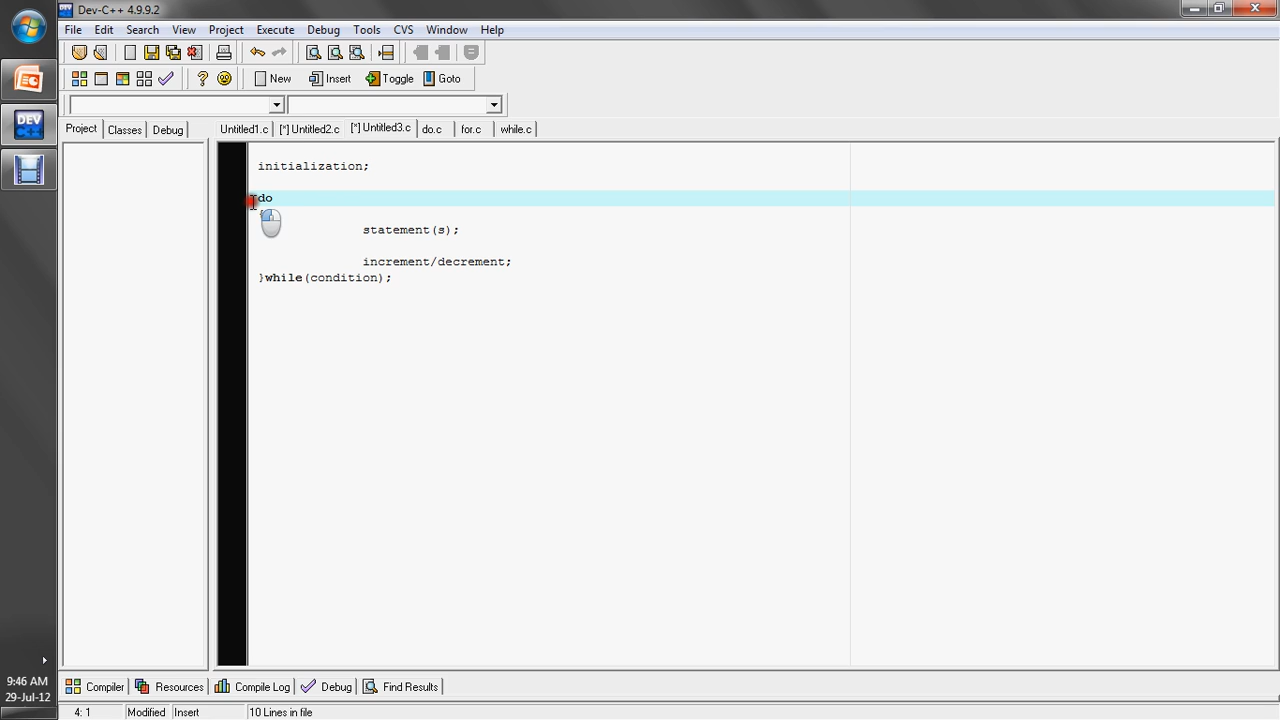 Dev-C++ 4.9.9.2
File Edit Search View Project Execute Debug Tools CVS Window Help
New Insert Toggle Goto
Project Classes Debug
Untitled1.c [*] Untitled2.c [*] Untitled3.c do.c for.c while.c
initialization;
do
statement(s);
increment/decrement;
}while(condition);
DEV
C++
Compiler Resources Compile Log Debug Find Results
9:46 AM
29-Jul-12
4: 1 Modified Insert 10 Lines in file